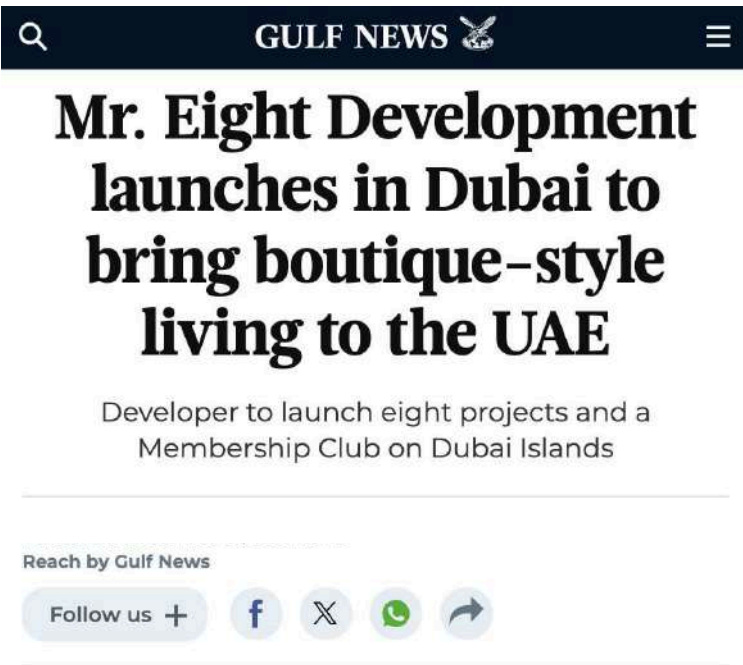 GULF NEWS
Mr. Eight Development
launches in Dubai to
bring boutique-style
living to the UAE
Developer to launch eight projects and a
Membership Club on Dubai Islands
Reach by Gulf News
Follow us +